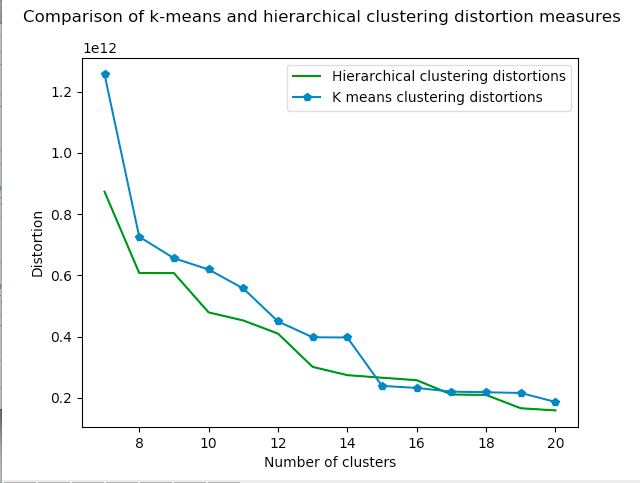 Comparison of k-means and hierarchical clustering distortion measures
1e12
Hierarchical clustering distortions
K means clustering distortions
1.2
1.0
0.8
0.6
0.4
0.2
Distortion
8 10 12 14 16 18 20
Number of clusters